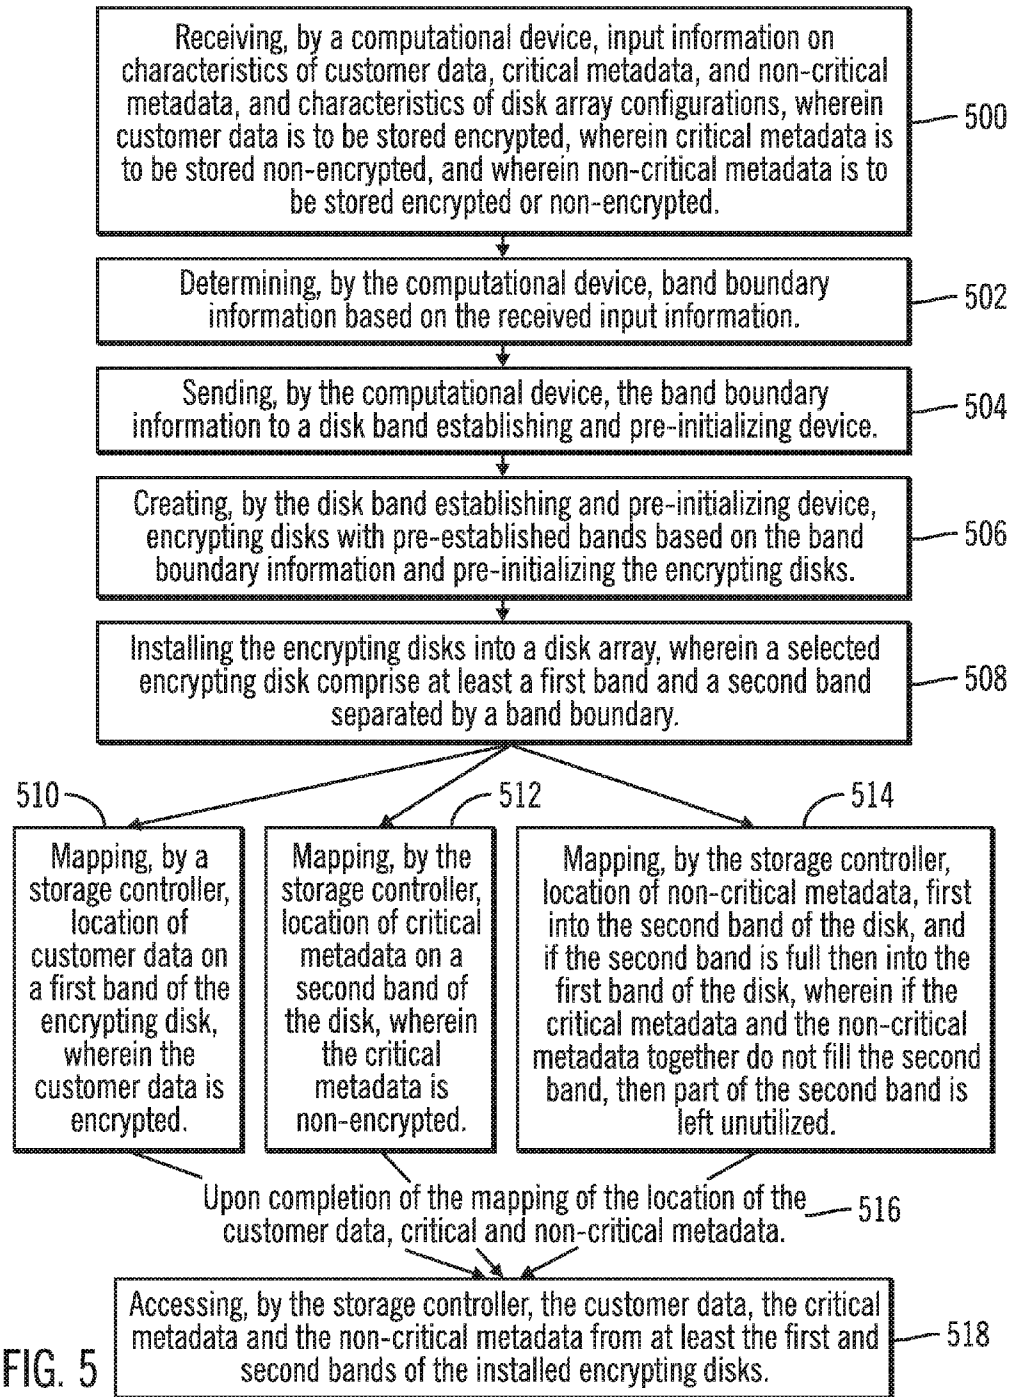 Receiving, by a computational device, input information on
characteristics of customer data, critical metadata, and non-critical
metadata, and characteristics of disk array configurations, wherein
customer data is to be stored encrypted, wherein critical metadata is
to be stored non-encrypted, and wherein non-critical metadata is to
be stored encrypted or non-encrypted.
500
Determining, by the computational device, band boundary
information based on the received input information.
502
Sending, by the computational device, the band boundary
information to a disk band establishing and pre-initializing device.
504
Creating, by the disk band establishing and pre-initializing device,
encrypting disks with pre-established bands based on the band
boundary information and pre-initializing the encrypting disks.
506
Installing the encrypting disks into a disk array, wherein a selected
encrypting disk comprise at least a first band and a second band
separated by a band boundary.
508
510
Mapping, by a
storage controller,
location of
customer data on
a first band of the
encrypting disk,
wherein the
customer data is
encrypted.
512
Mapping, by the
storage controller,
location of critical
metadata on a
second band of
the disk, wherein
the critical
metadata is
non-encrypted.
514
Mapping, by the storage controller,
location of non-critical metadata, first
into the second band of the disk, and
if the second band is full then into the
first band of the disk, wherein if the
critical metadata and the non-critical
metadata together do not fill the second
band, then part of the second band is
left unutilized.
Upon completion of the mapping of the location of the
customer data, critical and non-critical metadata.
516
Accessing, by the storage controller, the customer data, the critical
metadata and the non-critical metadata from at least the first and
second bands of the installed encrypting disks.
518
FIG. 5